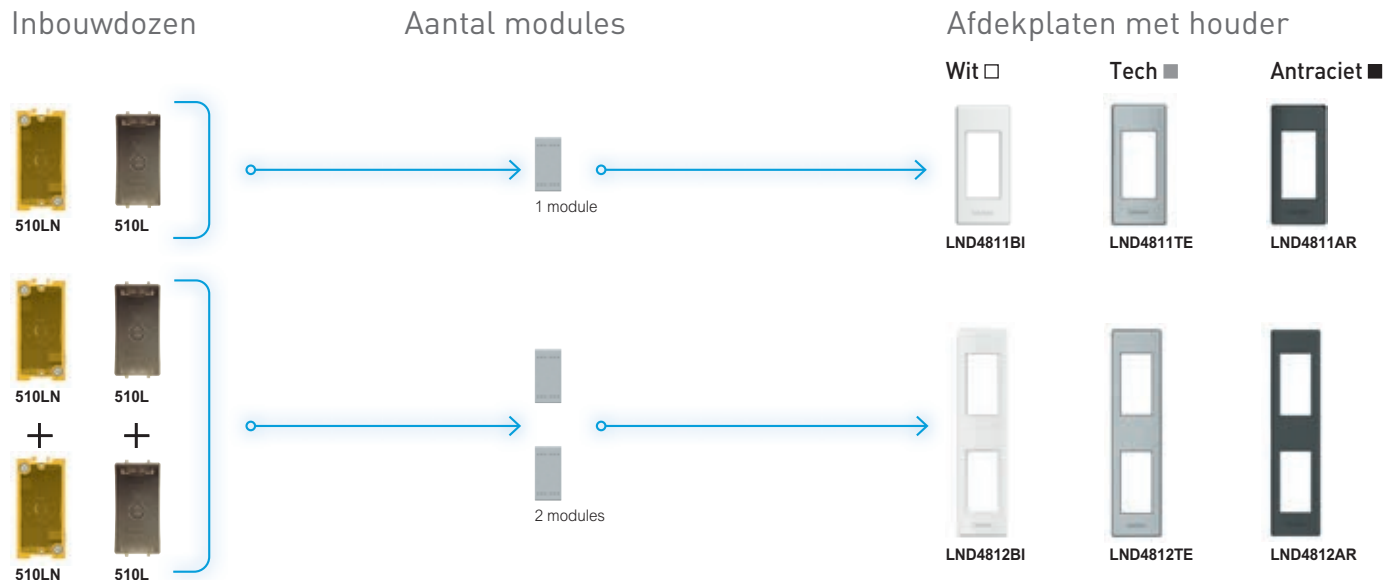 Inbouwdozen Aantal modules Afdekplaten met houder
Wit Tech Antraciet
1 module
510LN 510L
LND4811BI LND4811TE LND4811AR
510LN 510L
+ +
2 modules
LND4812BI LND4812TE LND4812AR
510LN 510L